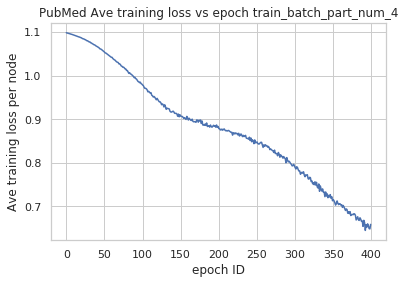 PubMed Ave training loss vs epoch train_batch_part_num_4
1.1
1.0
0.9
0.8
0.7
Ave training loss per node
0 50 100 150 200 250 300 350 400
epoch ID